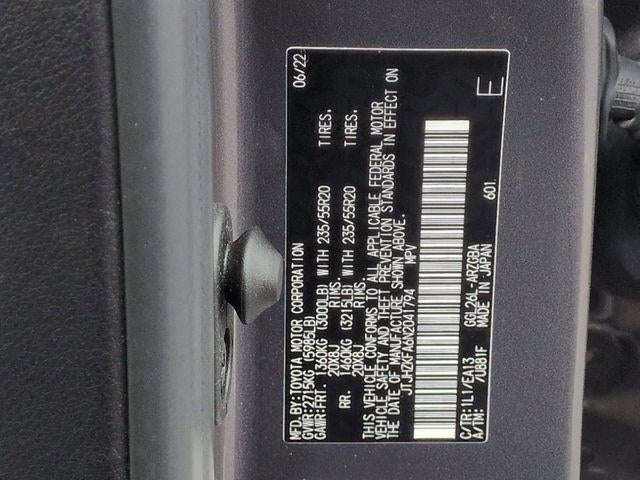 MFD.BY:TOYOTA MOTOR CORPORATION 06/22
GVWR:2715KG(5985LB)
GAWR:FRT. 1360KG(3000LB) WITH 235/55R20 TIRES.
20X8J RIMS.
RR. 1460KG(3215LB) WITH 235/55R20 TIRES.
20X8J RIMS.
THIS VEHICLE CONFORMS TO ALL APPLICABLE FEDERAL MOTOR
VEHICLE SAFETY AND THEFT PREVENTION STANDARDS IN EFFECT ON
THE DATE OF MANUFACTURE SHOWN ABOVE.
JTJHZKFA6N2041794 MPV
C/TR:1L1/EA13 GGL26L-ARZGBA 601
A/TR: /U881F MADE IN JAPAN E